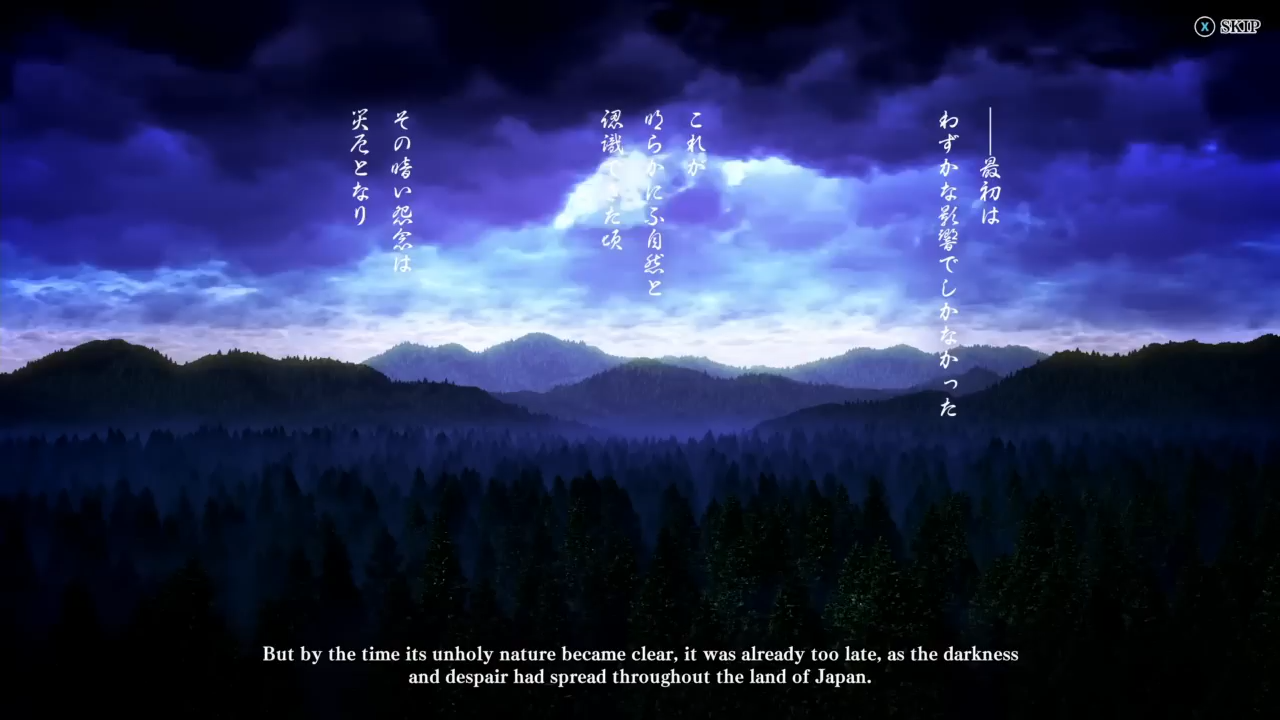 Ⓧ SKIP
──最初は
わずかな影響でしかなかった
これが
明らかに不自然と
認識できた頃
その暗い怨念は
災厄となり
But by the time its unholy nature became clear, it was already too late, as the darkness
and despair had spread throughout the land of Japan.